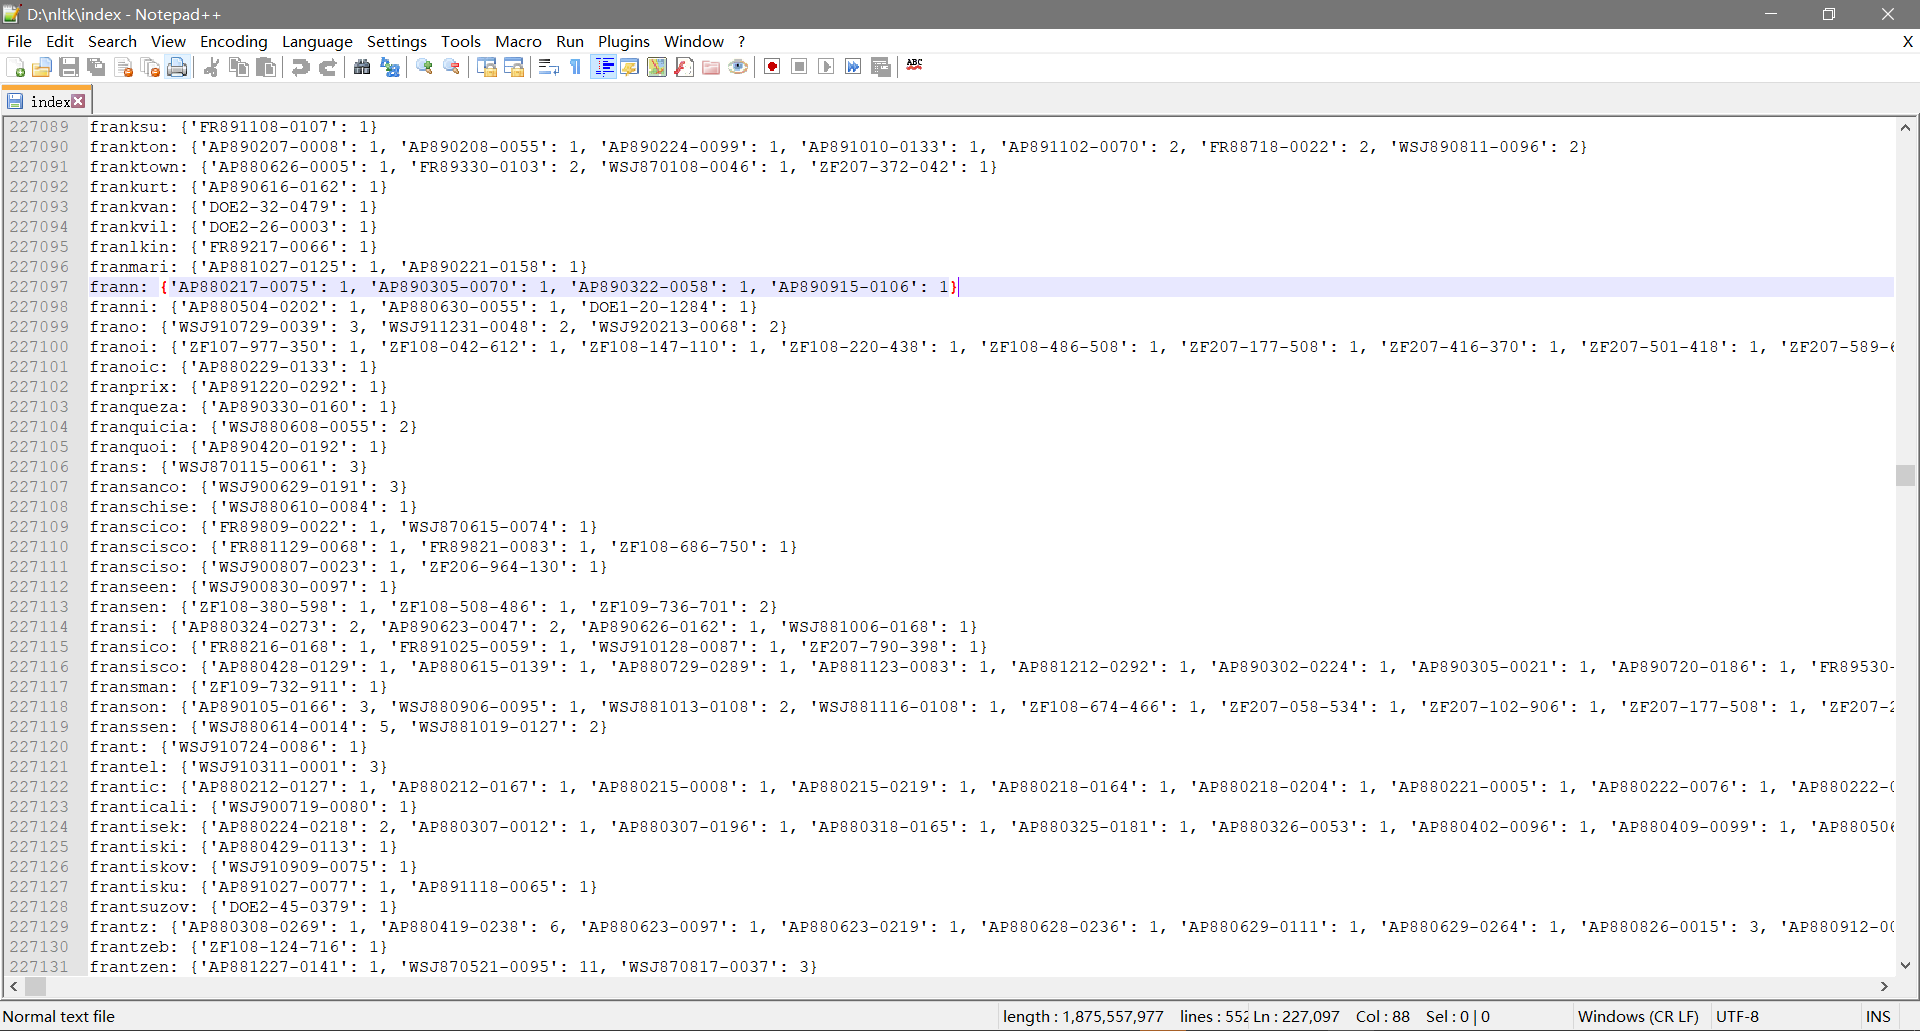 D:\nltk\index - Notepad++
File Edit Search View Encoding Language Settings Tools Macro Run Plugins Window ? X
ABC
index
227089 franksu: {'FR891108-0107': 1}
227090 frankton: {'AP890207-0008': 1, 'AP890208-0055': 1, 'AP890224-0099': 1, 'AP891010-0133': 1, 'AP891102-0070': 2, 'FR88718-0022': 2, 'WSJ890811-0096': 2}
227091 franktown: {'AP880626-0005': 1, 'FR89330-0103': 2, 'WSJ870108-0046': 1, 'ZF207-372-042': 1}
227092 frankurt: {'AP890616-0162': 1}
227093 frankvan: {'DOE2-32-0479': 1}
227094 frankvil: {'DOE2-26-0003': 1}
227095 franlkin: {'FR89217-0066': 1}
227096 franmari: {'AP881027-0125': 1, 'AP890221-0158': 1}
227097 frann: {'AP880217-0075': 1, 'AP890305-0070': 1, 'AP890322-0058': 1, 'AP890915-0106': 1}
227098 franni: {'AP880504-0202': 1, 'AP880630-0055': 1, 'DOE1-20-1284': 1}
227099 frano: {'WSJ910729-0039': 3, 'WSJ911231-0048': 2, 'WSJ920213-0068': 2}
227100 franoi: {'ZF107-977-350': 1, 'ZF108-042-612': 1, 'ZF108-147-110': 1, 'ZF108-220-438': 1, 'ZF108-486-508': 1, 'ZF207-177-508': 1, 'ZF207-416-370': 1, 'ZF207-501-418': 1, 'ZF207-589-6
227101 franoic: {'AP880229-0133': 1}
227102 franprix: {'AP891220-0292': 1}
227103 franqueza: {'AP890330-0160': 1}
227104 franquicia: {'WSJ880608-0055': 2}
227105 franquoi: {'AP890420-0192': 1}
227106 frans: {'WSJ870115-0061': 3}
227107 fransanco: {'WSJ900629-0191': 3}
227108 franschise: {'WSJ880610-0084': 1}
227109 franscico: {'FR89809-0022': 1, 'WSJ870615-0074': 1}
227110 franscisco: {'FR881129-0068': 1, 'FR89821-0083': 1, 'ZF108-686-750': 1}
227111 fransciso: {'WSJ900807-0023': 1, 'ZF206-964-130': 1}
227112 franseen: {'WSJ900830-0097': 1}
227113 fransen: {'ZF108-380-598': 1, 'ZF108-508-486': 1, 'ZF109-736-701': 2}
227114 fransi: {'AP880324-0273': 2, 'AP890623-0047': 2, 'AP890626-0162': 1, 'WSJ881006-0168': 1}
227115 fransico: {'FR88216-0168': 1, 'FR891025-0059': 1, 'WSJ910128-0087': 1, 'ZF207-790-398': 1}
227116 fransisco: {'AP880428-0129': 1, 'AP880615-0139': 1, 'AP880729-0289': 1, 'AP881123-0083': 1, 'AP881212-0292': 1, 'AP890302-0224': 1, 'AP890305-0021': 1, 'AP890720-0186': 1, 'FR89530-
227117 fransman: {'ZF109-732-911': 1}
227118 franson: {'AP890105-0166': 3, 'WSJ880906-0095': 1, 'WSJ881013-0108': 2, 'WSJ881116-0108': 1, 'ZF108-674-466': 1, 'ZF207-058-534': 1, 'ZF207-102-906': 1, 'ZF207-177-508': 1, 'ZF207-2
227119 franssen: {'WSJ880614-0014': 5, 'WSJ881019-0127': 2}
227120 frant: {'WSJ910724-0086': 1}
227121 frantel: {'WSJ910311-0001': 3}
227122 frantic: {'AP880212-0127': 1, 'AP880212-0167': 1, 'AP880215-0008': 1, 'AP880215-0219': 1, 'AP880218-0164': 1, 'AP880218-0204': 1, 'AP880221-0005': 1, 'AP880222-0076': 1, 'AP880222-0
227123 franticali: {'WSJ900719-0080': 1}
227124 frantisek: {'AP880224-0218': 2, 'AP880307-0012': 1, 'AP880307-0196': 1, 'AP880318-0165': 1, 'AP880325-0181': 1, 'AP880326-0053': 1, 'AP880402-0096': 1, 'AP880409-0099': 1, 'AP880506
227125 frantiski: {'AP880429-0113': 1}
227126 frantiskov: {'WSJ910909-0075': 1}
227127 frantisku: {'AP891027-0077': 1, 'AP891118-0065': 1}
227128 frantsuzov: {'DOE2-45-0379': 1}
227129 frantz: {'AP880308-0269': 1, 'AP880419-0238': 6, 'AP880623-0097': 1, 'AP880623-0219': 1, 'AP880628-0236': 1, 'AP880629-0111': 1, 'AP880629-0264': 1, 'AP880826-0015': 3, 'AP880912-00
227130 frantzeb: {'ZF108-124-716': 1}
227131 frantzen: {'AP881227-0141': 1, 'WSJ870521-0095': 11, 'WSJ870817-0037': 3}
Normal text file length : 1,875,557,977 lines : 552 Ln : 227,097 Col : 88 Sel : 0 | 0 Windows (CR LF) UTF-8 INS